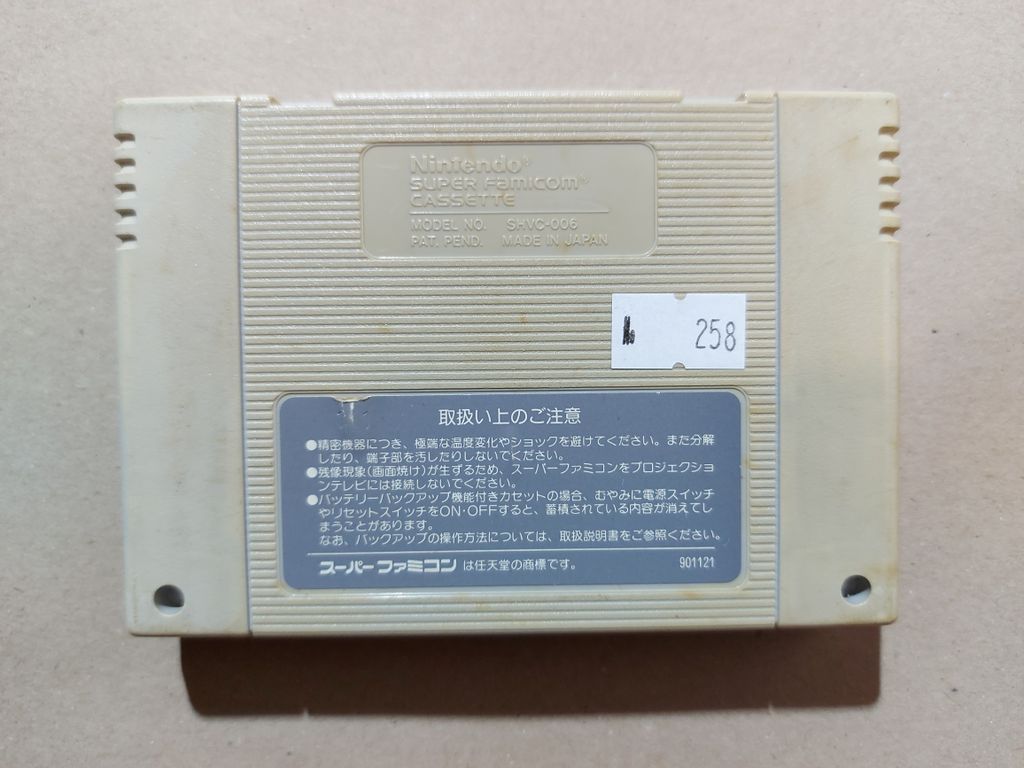 Nintendo®
SUPER FAMICOM®
CASSETTE
MODEL NO. SHVC-006
PAT. PEND. MADE IN JAPAN
258
取扱い上のご注意
●精密機器につき、極端な温度変化やショックを避けてください。また分解
したり、端子部を汚したりしないでください。
●残像現象(画面焼け)が生ずるため、スーパーファミコンをプロジェクショ
ンテレビには接続しないでください。
●バッテリーバックアップ機能付きカセットの場合、むやみに電源スイッチ
やリセットスイッチをON・OFFすると、蓄積されている内容が消えてし
まうことがあります。
なお、バックアップの操作方法については、取扱説明書をご参照ください。
スーパーファミコン は任天堂の商標です。 901121